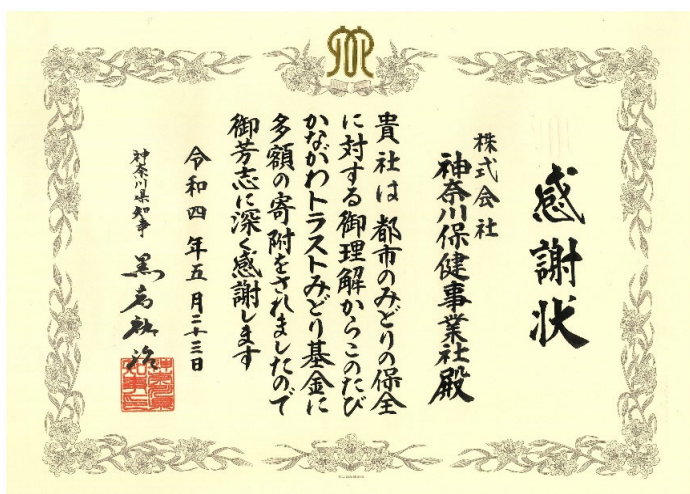 感謝状
株式会社
神奈川保健事業社殿
貴社は都市のみどりの保全
に対する御理解からこのたび
かながわトラストみどり基金に
多額の寄附をされましたので
御芳志に深く感謝します
令和四年五月二十三日
神奈川県知事 黒岩祐治